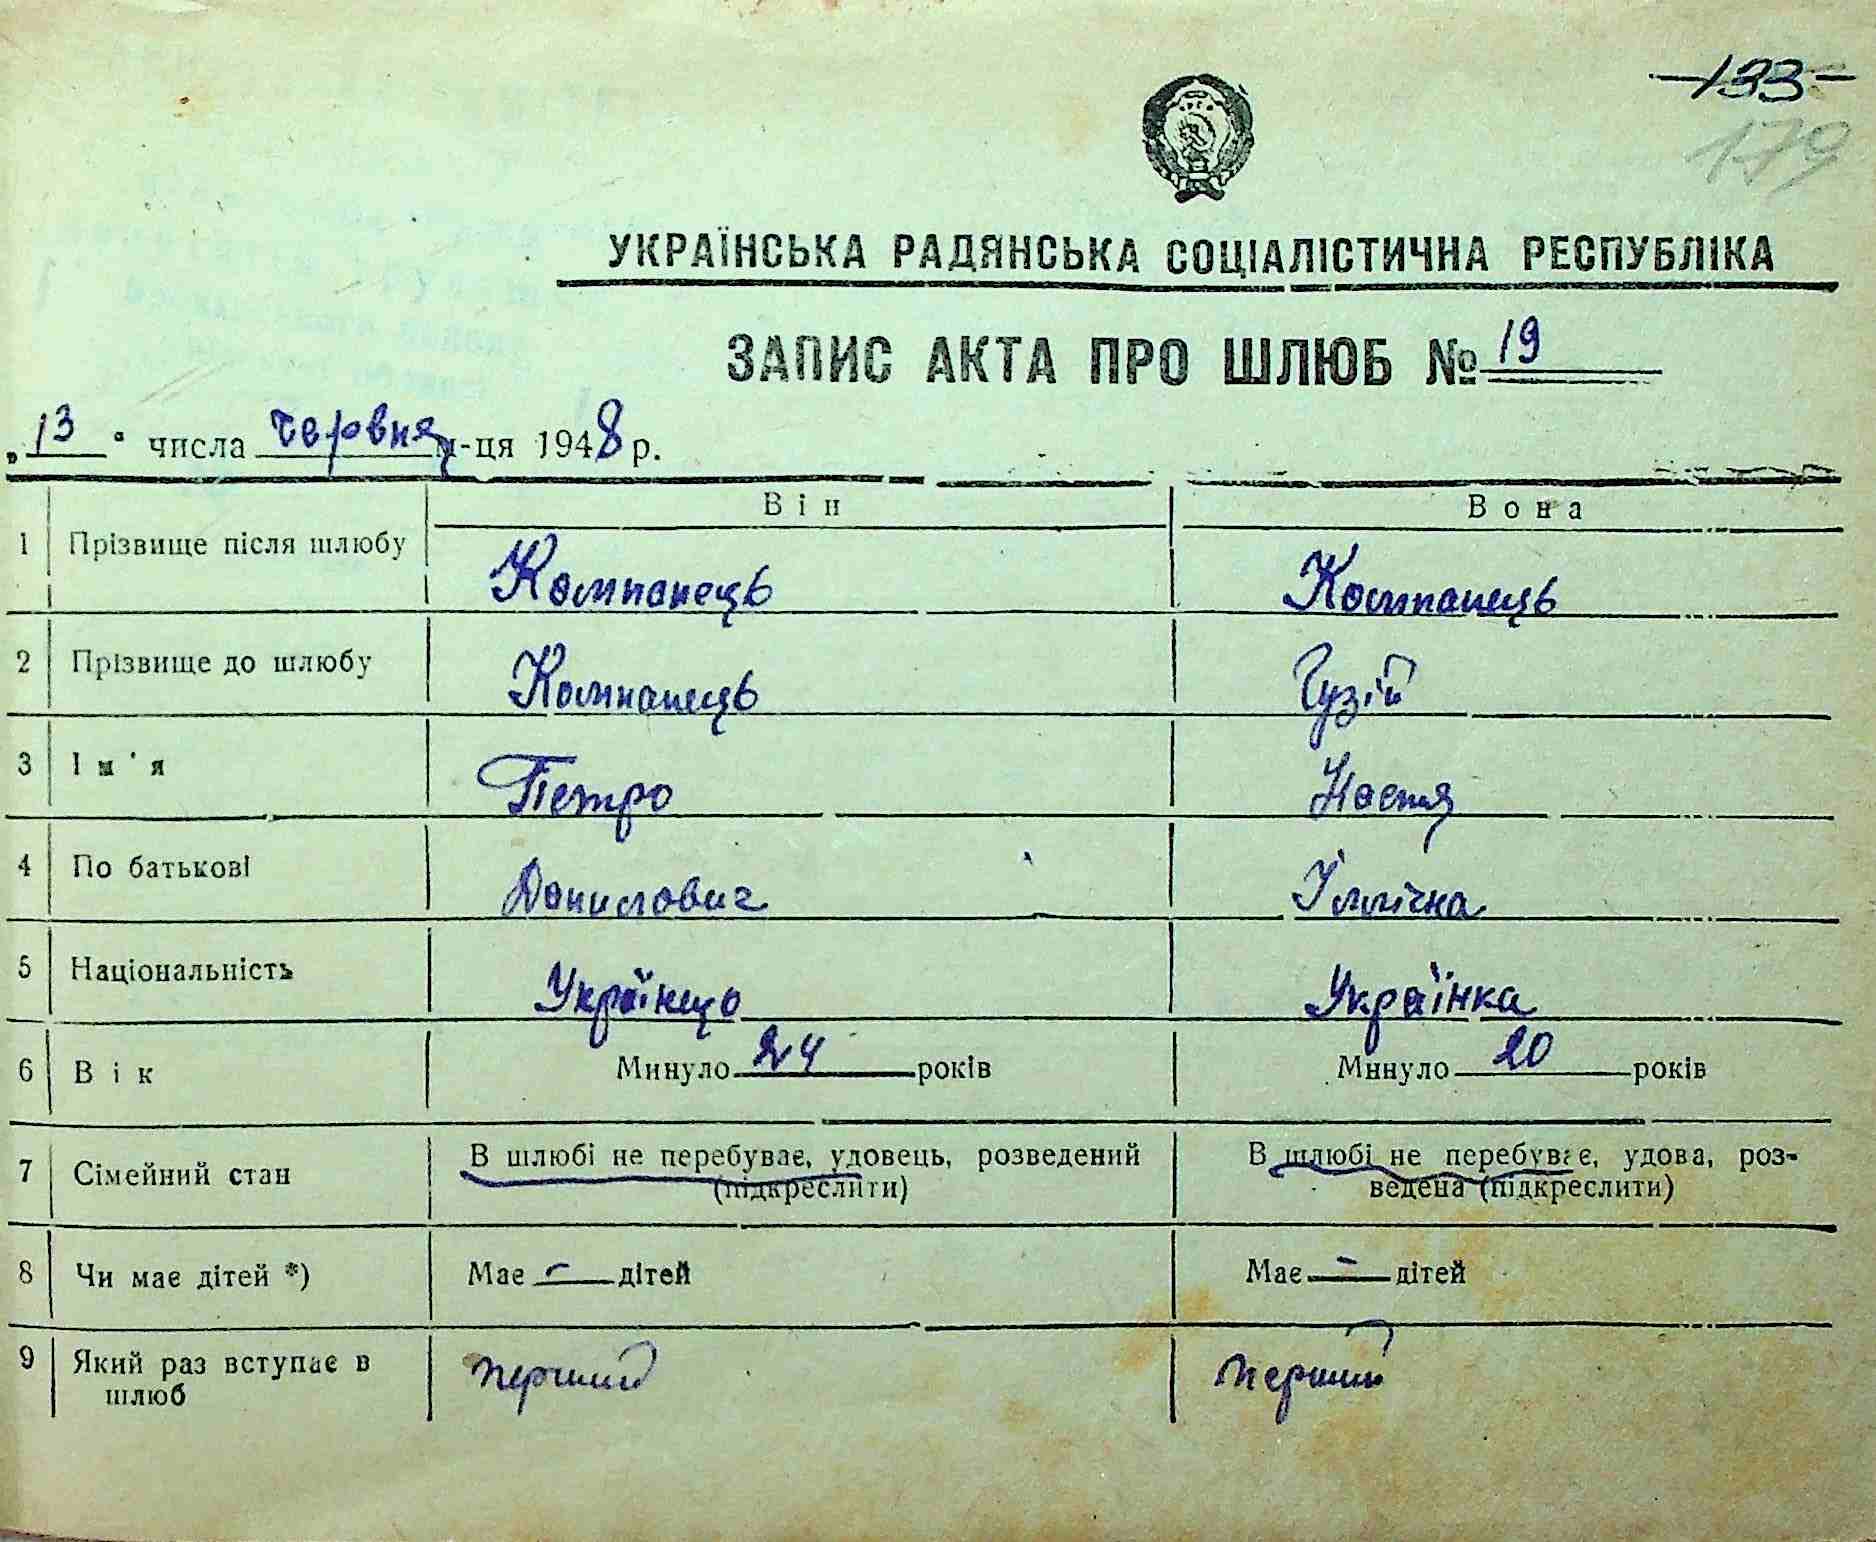 -133-
179
УКРАЇНСЬКА РАДЯНСЬКА СОЦІАЛІСТИЧНА РЕСПУБЛІКА
ЗАПИС АКТА ПРО ШЛЮБ № 19
„13“ числа червня м-ця 1948 р.
Він Вона
1 Прізвище після шлюбу Компанець Компанець
2 Прізвище до шлюбу Компанець Гузій
3 Ім'я Петро Настя
4 По батькові Данилович Іллічна
5 Національність Українець Українка
6 Вік Минуло 24 років Минуло 20 років
7 Сімейний стан В шлюбі не перебуває, удовець, розведений (підкреслити) В шлюбі не перебуває, удова, роз-
ведена (підкреслити)
8 Чи має дітей *) Має - дітей Має - дітей
9 Який раз вступає в шлюб перший перший